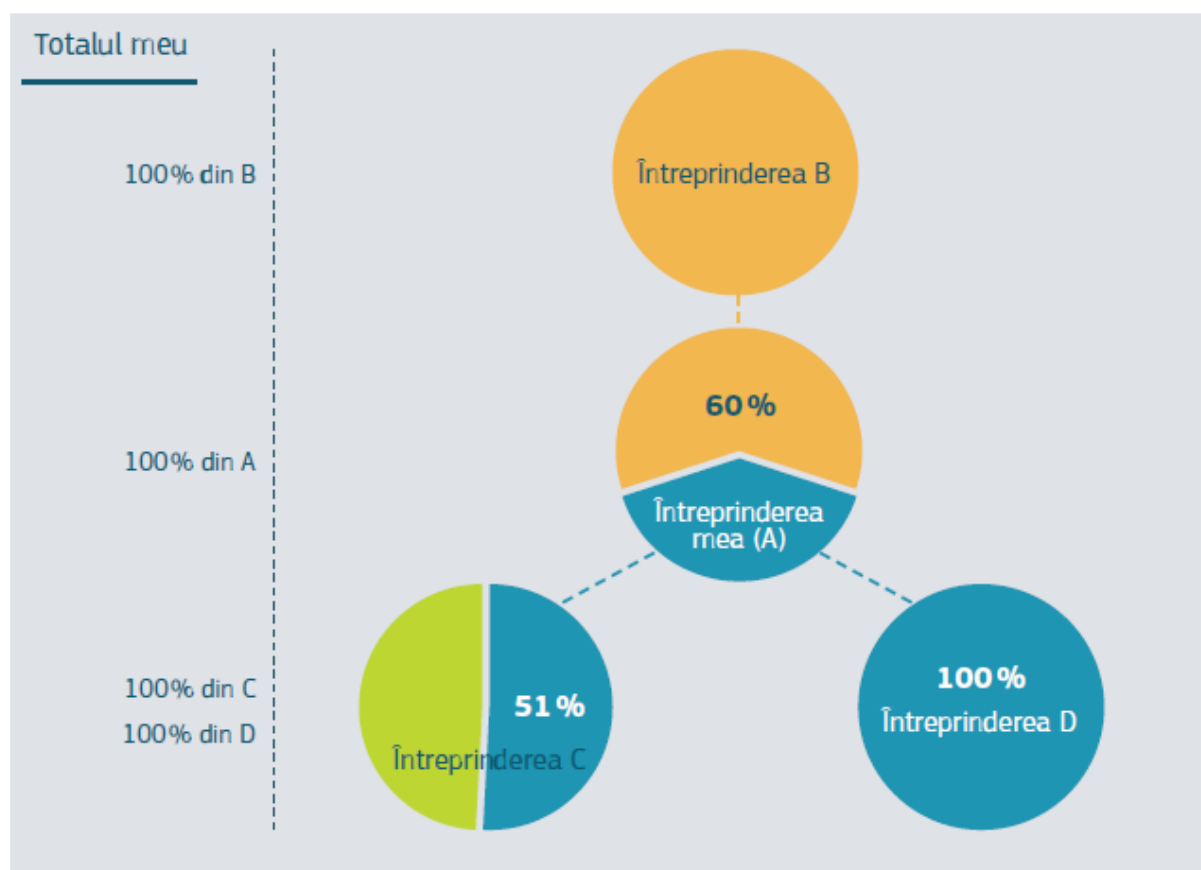 Totalul meu
100% din B
Întreprinderea B
60%
100% din A
Întreprinderea
mea (A)
100% din C
100% din D
51%
Întreprinderea C
100%
Întreprinderea D